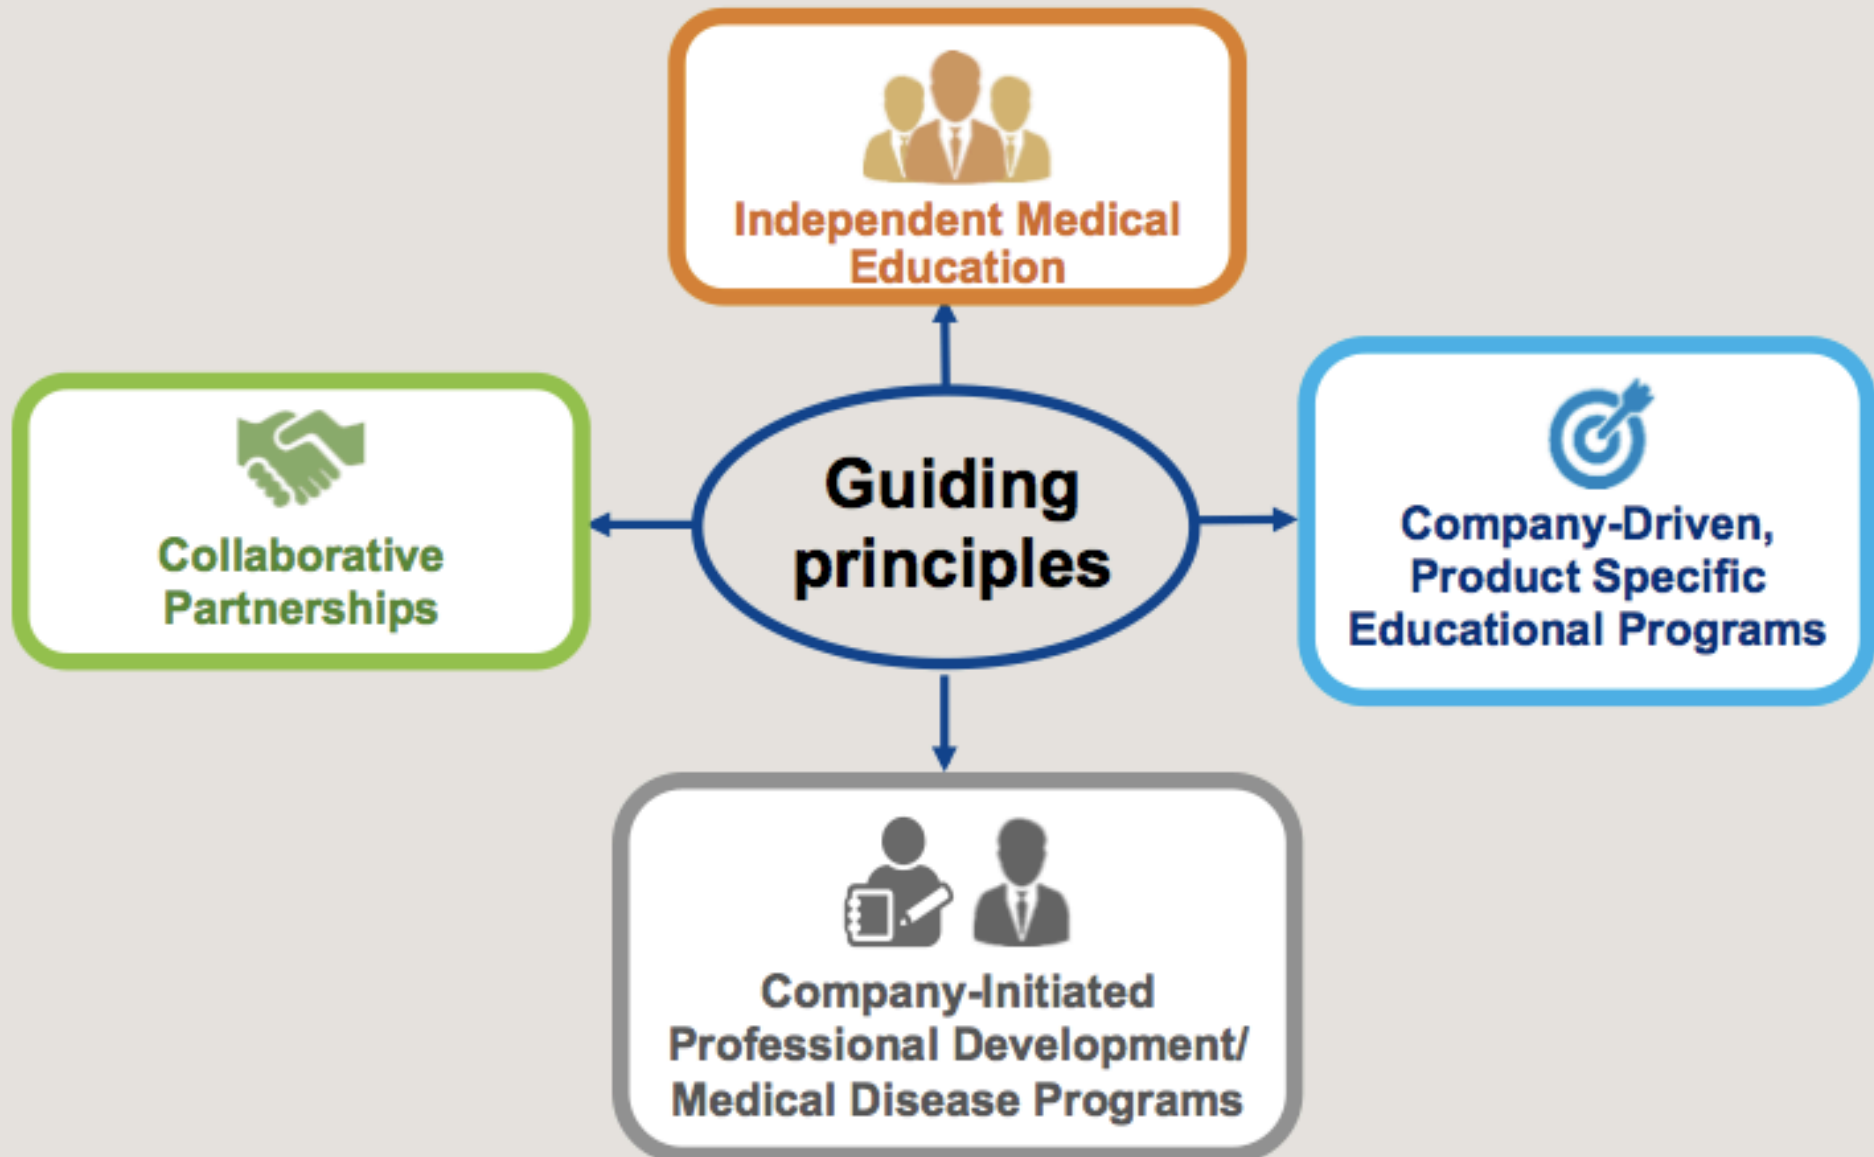 Independent Medical
Education
Collaborative
Partnerships
Guiding
principles
Company-Driven,
Product Specific
Educational Programs
Company-Initiated
Professional Development/
Medical Disease Programs